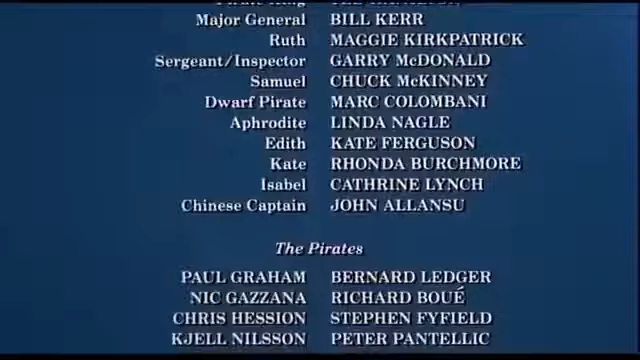 Major General BILL KERR
Ruth MAGGIE KIRKPATRICK
Sergeant/Inspector GARRY McDONALD
Samuel CHUCK McKINNEY
Dwarf Pirate MARC COLOMBANI
Aphrodite LINDA NAGLE
Edith KATE FERGUSON
Kate RHONDA BURCHMORE
Isabel CATHRINE LYNCH
Chinese Captain JOHN ALLANSU
The Pirates
PAUL GRAHAM BERNARD LEDGER
NIC GAZZANA RICHARD BOUÉ
CHRIS HESSION STEPHEN FYFIELD
KJELL NILSSON PETER PANTELLIC